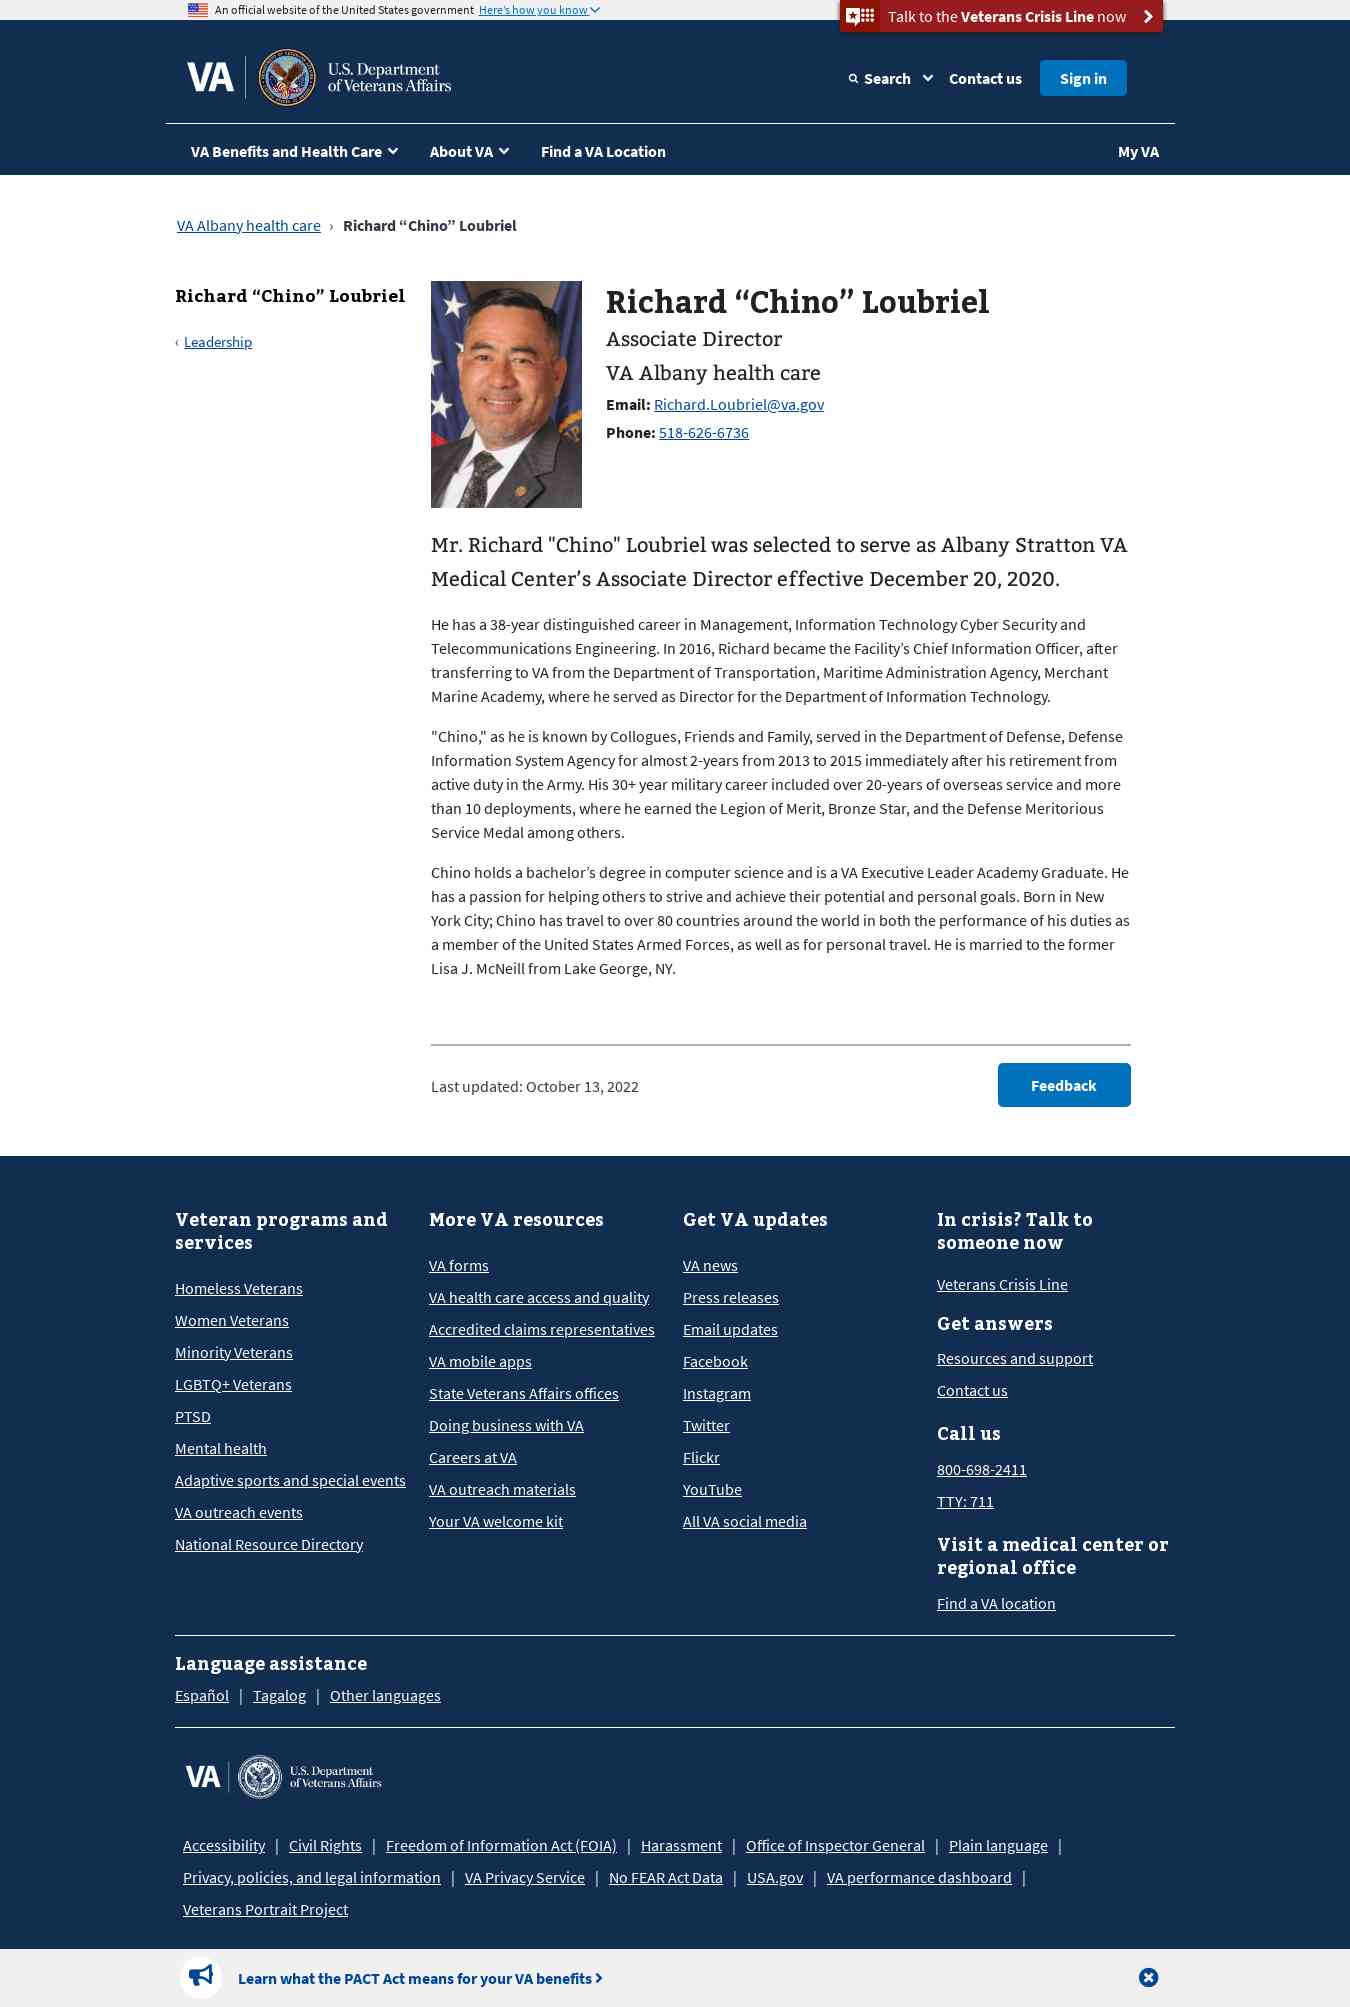 An official website of the United States government Here's how you know
Talk to the Veterans Crisis Line now
VA
U.S. Department
of Veterans Affairs
Search
Contact us
Sign in
VA Benefits and Health Care
About VA
Find a VA Location
My VA
VA Albany health care › Richard “Chino” Loubriel
Richard “Chino” Loubriel
‹ Leadership
Richard “Chino” Loubriel
Associate Director
VA Albany health care
Email: Richard.Loubriel@va.gov
Phone: 518-626-6736
Mr. Richard "Chino" Loubriel was selected to serve as Albany Stratton VA
Medical Center’s Associate Director effective December 20, 2020.
He has a 38-year distinguished career in Management, Information Technology Cyber Security and
Telecommunications Engineering. In 2016, Richard became the Facility’s Chief Information Officer, after
transferring to VA from the Department of Transportation, Maritime Administration Agency, Merchant
Marine Academy, where he served as Director for the Department of Information Technology.
"Chino," as he is known by Collogues, Friends and Family, served in the Department of Defense, Defense
Information System Agency for almost 2-years from 2013 to 2015 immediately after his retirement from
active duty in the Army. His 30+ year military career included over 20-years of overseas service and more
than 10 deployments, where he earned the Legion of Merit, Bronze Star, and the Defense Meritorious
Service Medal among others.
Chino holds a bachelor’s degree in computer science and is a VA Executive Leader Academy Graduate. He
has a passion for helping others to strive and achieve their potential and personal goals. Born in New
York City; Chino has travel to over 80 countries around the world in both the performance of his duties as
a member of the United States Armed Forces, as well as for personal travel. He is married to the former
Lisa J. McNeill from Lake George, NY.
Last updated: October 13, 2022
Feedback
Veteran programs and
services
Homeless Veterans
Women Veterans
Minority Veterans
LGBTQ+ Veterans
PTSD
Mental health
Adaptive sports and special events
VA outreach events
National Resource Directory
More VA resources
VA forms
VA health care access and quality
Accredited claims representatives
VA mobile apps
State Veterans Affairs offices
Doing business with VA
Careers at VA
VA outreach materials
Your VA welcome kit
Get VA updates
VA news
Press releases
Email updates
Facebook
Instagram
Twitter
Flickr
YouTube
All VA social media
In crisis? Talk to
someone now
Veterans Crisis Line
Get answers
Resources and support
Contact us
Call us
800-698-2411
TTY: 711
Visit a medical center or
regional office
Find a VA location
Language assistance
Español | Tagalog | Other languages
VA
U.S. Department
of Veterans Affairs
Accessibility | Civil Rights | Freedom of Information Act (FOIA) | Harassment | Office of Inspector General | Plain language |
Privacy, policies, and legal information | VA Privacy Service | No FEAR Act Data | USA.gov | VA performance dashboard |
Veterans Portrait Project
Learn what the PACT Act means for your VA benefits